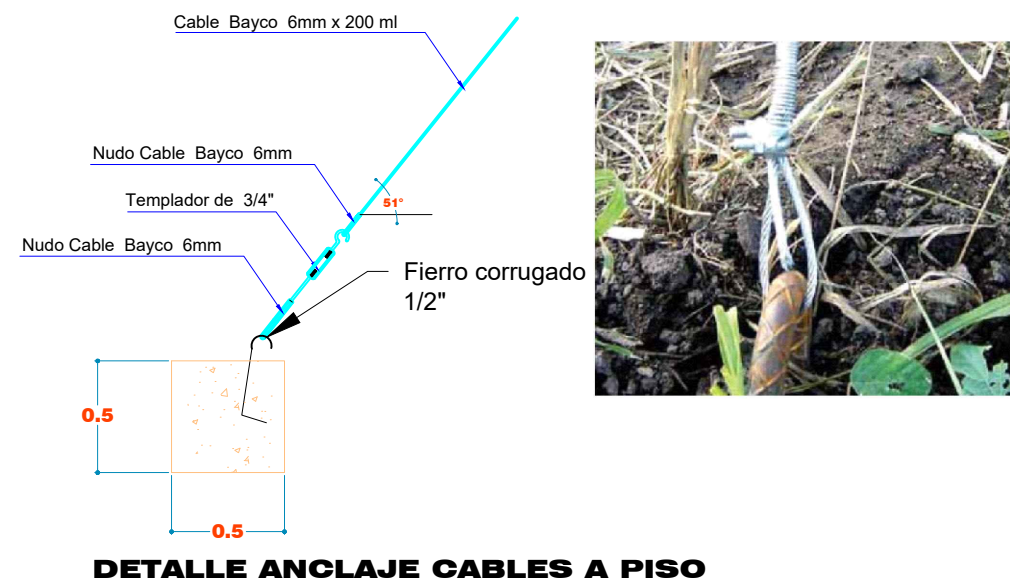 Cable Bayco 6mm x 200 ml
Nudo Cable Bayco 6mm
51°
Templador de 3/4"
Nudo Cable Bayco 6mm
Fierro corrugado
1/2"
0.5
0.5
DETALLE ANCLAJE CABLES A PISO